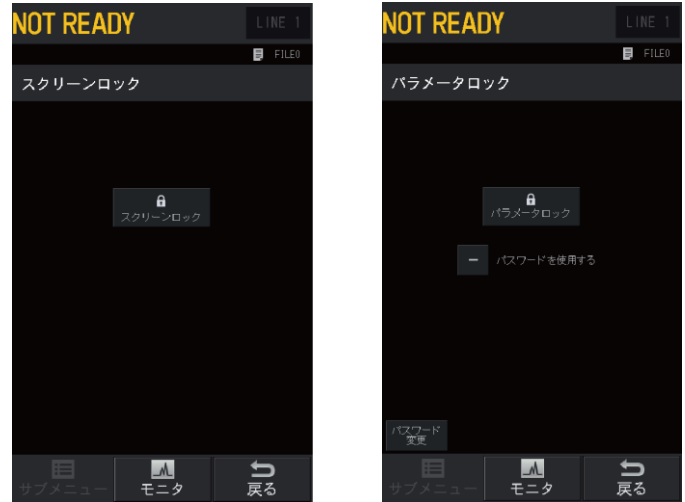 NOT READY
LINE 1
FILE0
スクリーンロック
スクリーンロック
サブメニュー
モニタ
戻る
NOT READY
LINE 1
FILE0
パラメータロック
パラメータロック
パスワードを使用する
パスワード
変更
サブメニュー
モニタ
戻る